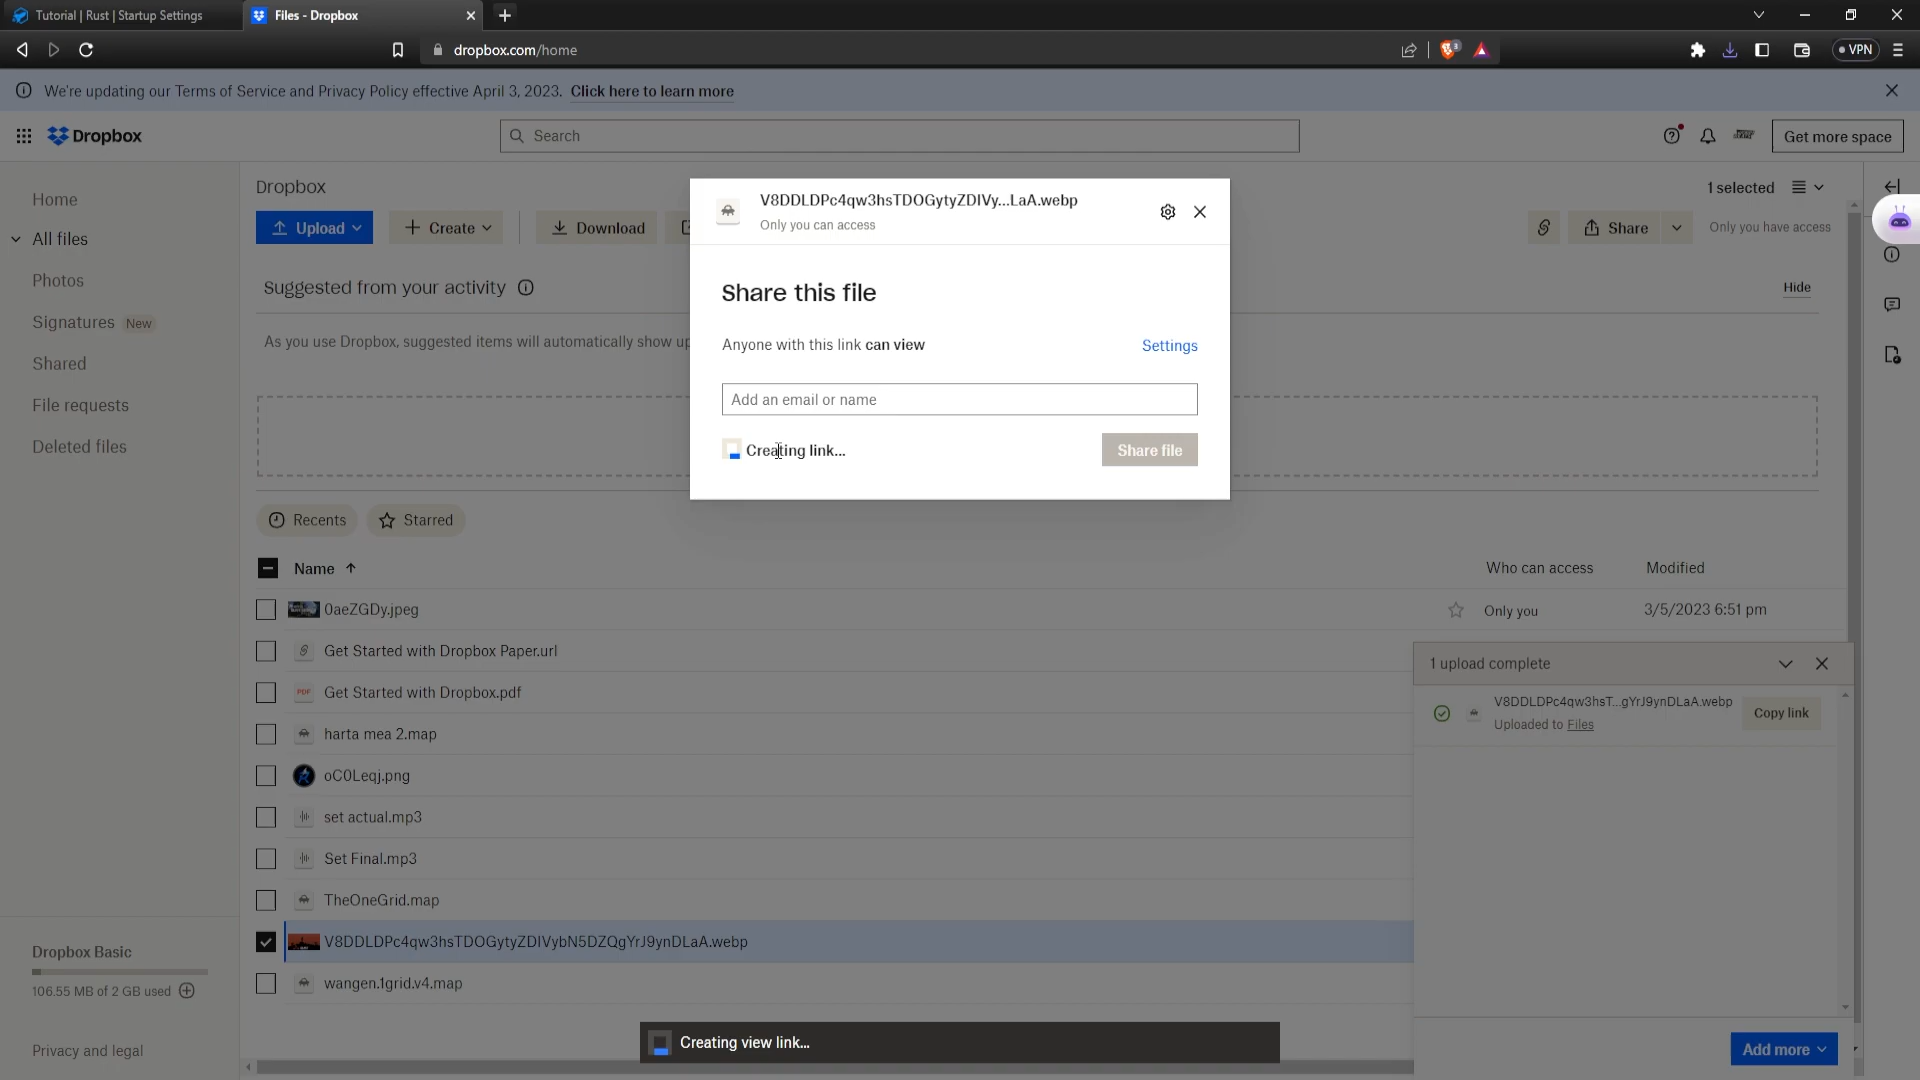 Tutorial | Rust | Startup Settings
Files - Dropbox
dropbox.com/home
VPN
We're updating our Terms of Service and Privacy Policy effective April 3, 2023. Click here to learn more
Dropbox
Search
Get more space
Home
All files
Photos
Signatures New
Shared
File requests
Deleted files
Dropbox
1 selected
Upload
Create
Download
Share
Only you have access
Suggested from your activity
Hide
As you use Dropbox, suggested items will automatically show up
V8DDLDPc4qw3hsTDOGytyZDIVy...LaA.webp
Only you can access
Share this file
Anyone with this link can view
Settings
Add an email or name
Creating link...
Share file
Recents
Starred
Name
Who can access
Modified
0aeZGDy.jpeg
Only you
3/5/2023 6:51 pm
Get Started with Dropbox Paper.url
Get Started with Dropbox.pdf
harta mea 2.map
oC0Leqj.png
set actual.mp3
Set Final.mp3
TheOneGrid.map
V8DDLDPc4qw3hsTDOGytyZDIVybN5DZQgYrJ9ynDLaA.webp
wangen.1grid.v4.map
1 upload complete
V8DDLDPc4qw3hsT...gYrJ9ynDLaA.webp
Uploaded to Files
Copy link
Add more
Dropbox Basic
106.55 MB of 2 GB used
Privacy and legal
Creating view link...